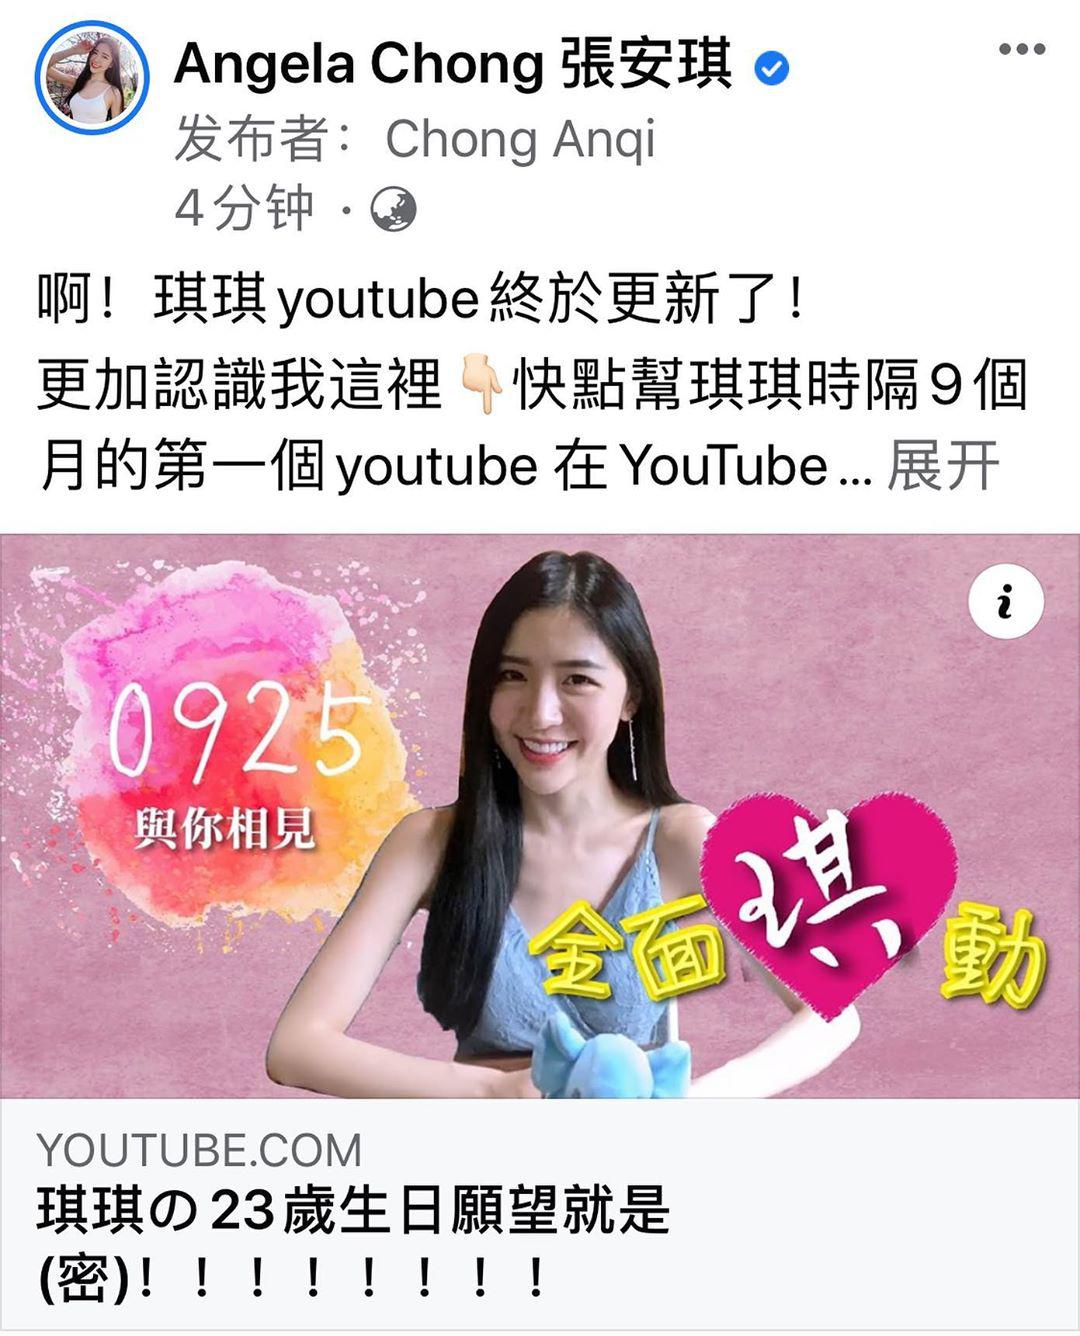 Angela Chong 張安琪
发布者：Chong Anqi
4分钟 ·
啊！琪琪youtube終於更新了！
更加認識我這裡👇🏻快點幫琪琪時隔9個
月的第一個youtube 在 YouTube... 展开
0925
與你相見
全面琪動
YOUTUBE.COM
琪琪の23歲生日願望就是
(密)！！！！！！！！